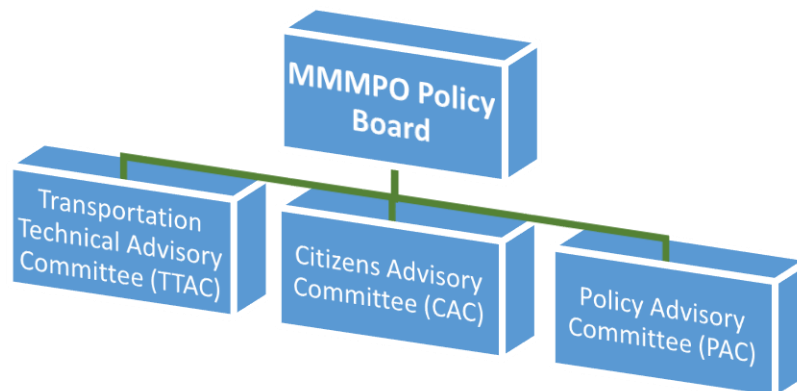 MMMPO Policy
Board
Transportation
Technical Advisory
Committee (TTAC)
Citizens Advisory
Committee (CAC)
Policy Advisory
Committee (PAC)